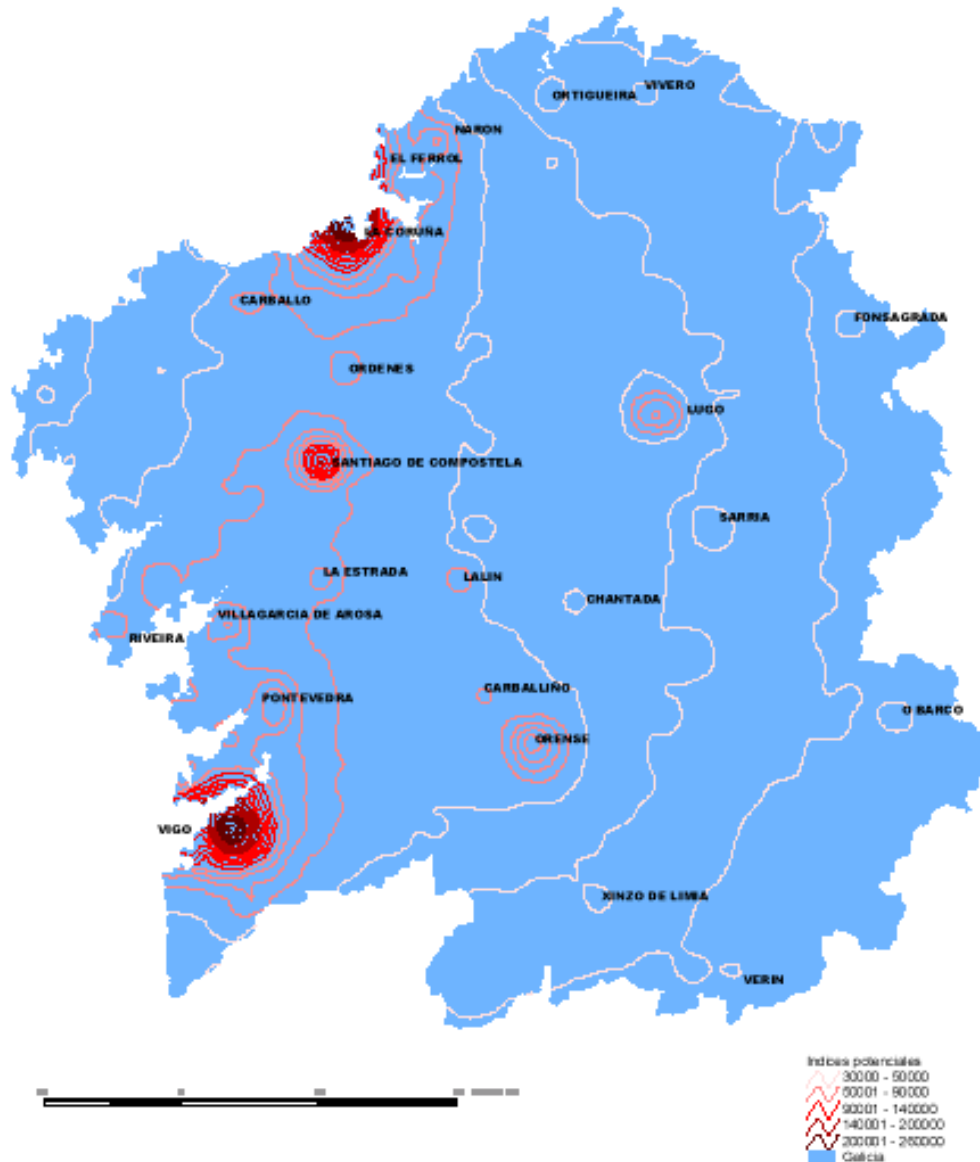 ORTIGUEIRA
VIVERO
NARON
EL FERROL
LA CORUÑA
CARBALLO
FONSAGRADA
ORDENES
LUGO
SANTIAGO DE COMPOSTELA
SARRIA
LA ESTRADA
LALIN
CHANTADA
VILLAGARCIA DE AROSA
RIVEIRA
CARBALLIÑO
PONTEVEDRA
O BARCO
ORENSE
VIGO
XINZO DE LIMIA
VERIN
Indices potenciales
30000 - 50000
50001 - 90000
90001 - 140000
140001 - 200000
200001 - 260000
Galicia